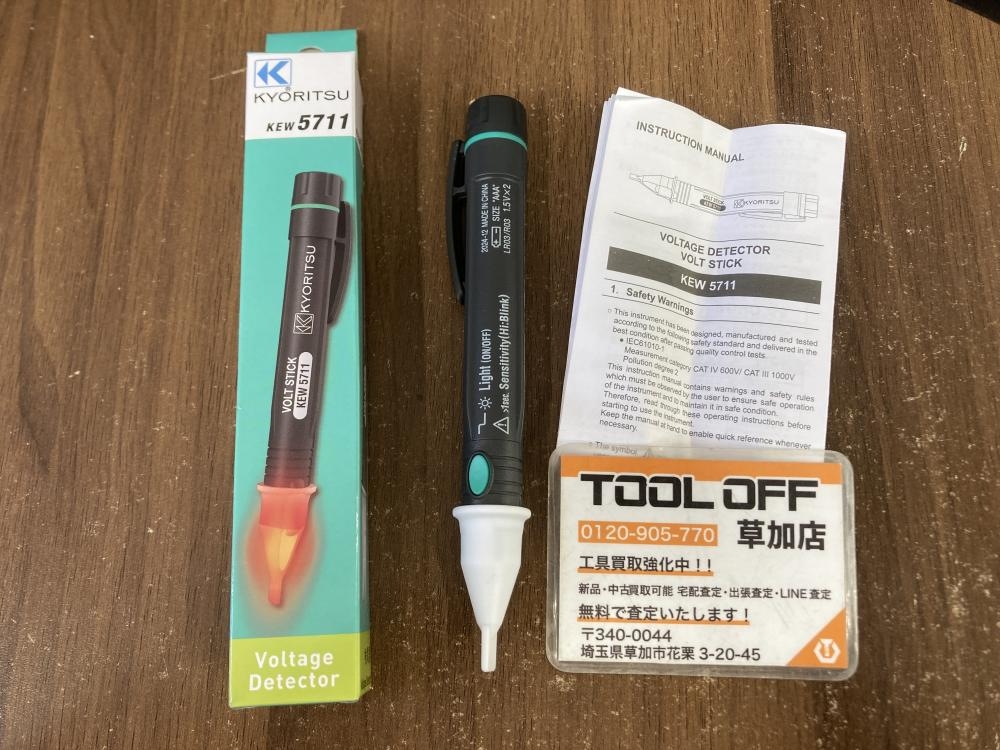 KYORITSU
KEW 5711
KYORITSU
VOLT STICK
KEW 5711
Voltage
Detector
2024-12 MADE IN CHINA
SIZE "AAA"
LR03/R03 1.5V×2
Light (ON/OFF)
>1sec. Sensitivity(Hi:Blink)
INSTRUCTION MANUAL
VOLT STICK
KEW 5711
KYORITSU
VOLTAGE DETECTOR
VOLT STICK
KEW 5711
1. Safety Warnings
○ This instrument has been designed, manufactured and tested
according to the following safety standard and delivered in the
best condition after passing quality control tests.
● IEC61010-1
Measurement category CAT IV 600V/ CAT III 1000V
Pollution degree 2
This instruction manual contains warnings and safety rules
which must be observed by the user to ensure safe operation
of the instrument and to maintain it in safe condition.
Therefore, read through these operating instructions before
starting to use the instrument.
Keep the manual at hand to enable quick reference whenever
necessary.
○ The symbol
TOOL OFF
0120-905-770 草加店
工具買取強化中！！
新品・中古買取可能 宅配査定・出張査定・LINE査定
無料で査定いたします！
〒340-0044
埼玉県草加市花栗 3-20-45